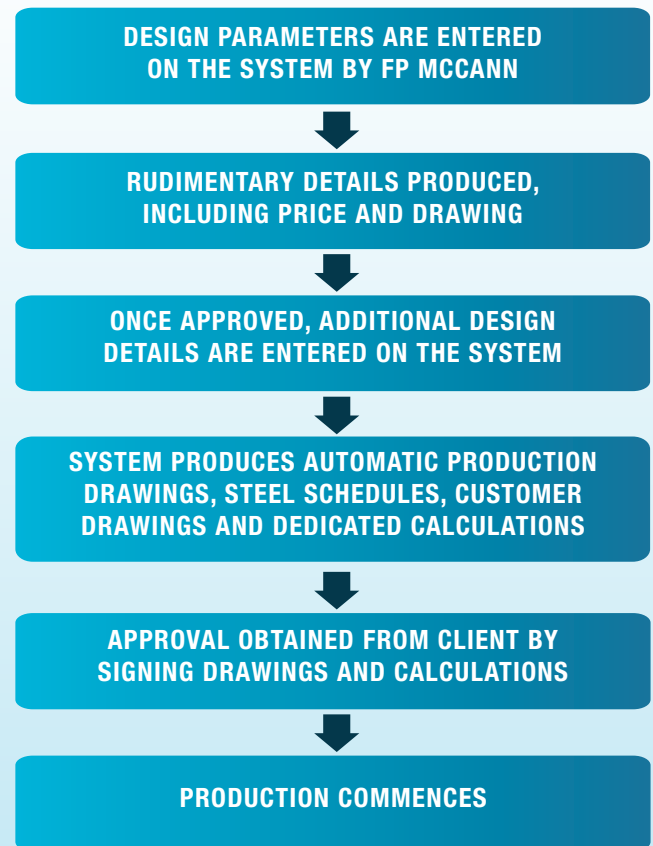 DESIGN PARAMETERS ARE ENTERED
ON THE SYSTEM BY FP MCCANN
RUDIMENTARY DETAILS PRODUCED,
INCLUDING PRICE AND DRAWING
ONCE APPROVED, ADDITIONAL DESIGN
DETAILS ARE ENTERED ON THE SYSTEM
SYSTEM PRODUCES AUTOMATIC PRODUCTION
DRAWINGS, STEEL SCHEDULES, CUSTOMER
DRAWINGS AND DEDICATED CALCULATIONS
APPROVAL OBTAINED FROM CLIENT BY
SIGNING DRAWINGS AND CALCULATIONS
PRODUCTION COMMENCES